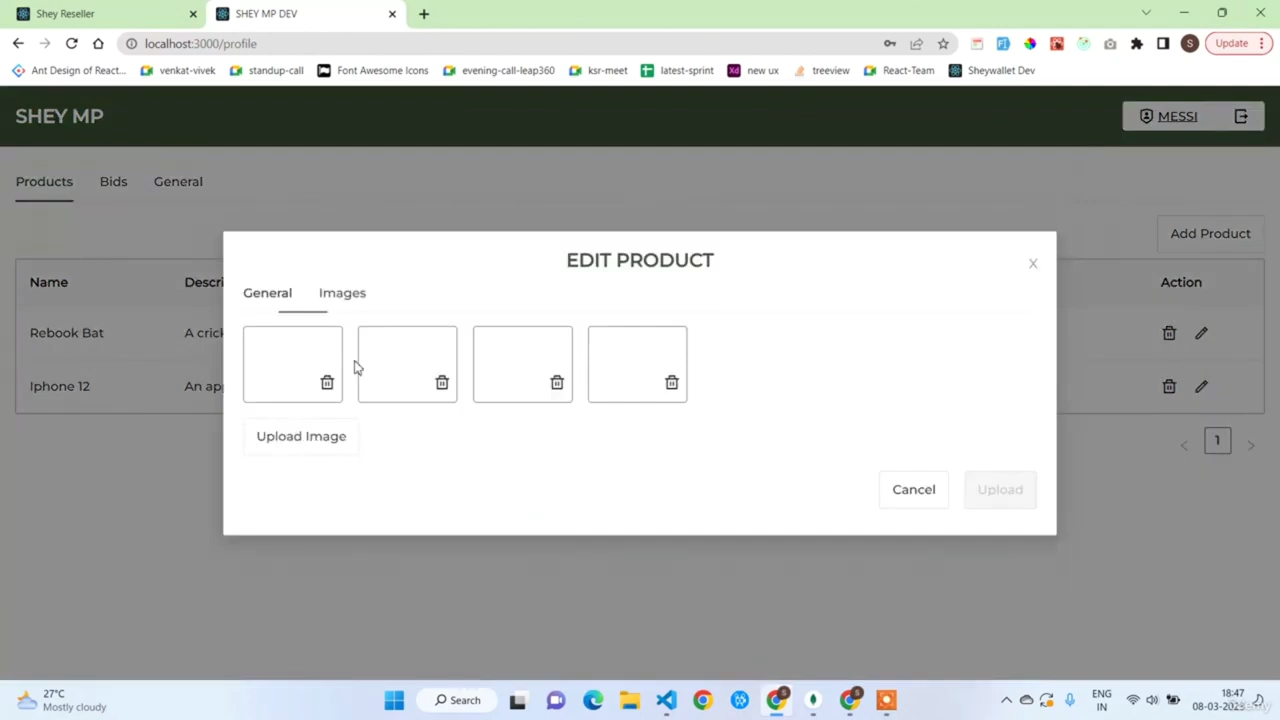 Shey Reseller
SHEY MP DEV
localhost:3000/profile
Update
Ant Design of React...
venkat-vivek
standup-call
Font Awesome Icons
evening-call-leap360
ksr-meet
latest-sprint
Xd
new ux
treeview
React-Team
Sheywallet Dev
SHEY MP
MESSI
Products
Bids
General
Add Product
Name
Descri
Action
Rebook Bat
A crick
Iphone 12
An app
1
EDIT PRODUCT
X
General
Images
Upload Image
Cancel
Upload
27°C
Mostly cloudy
Search
ENG
IN
18:47
08-03-2023